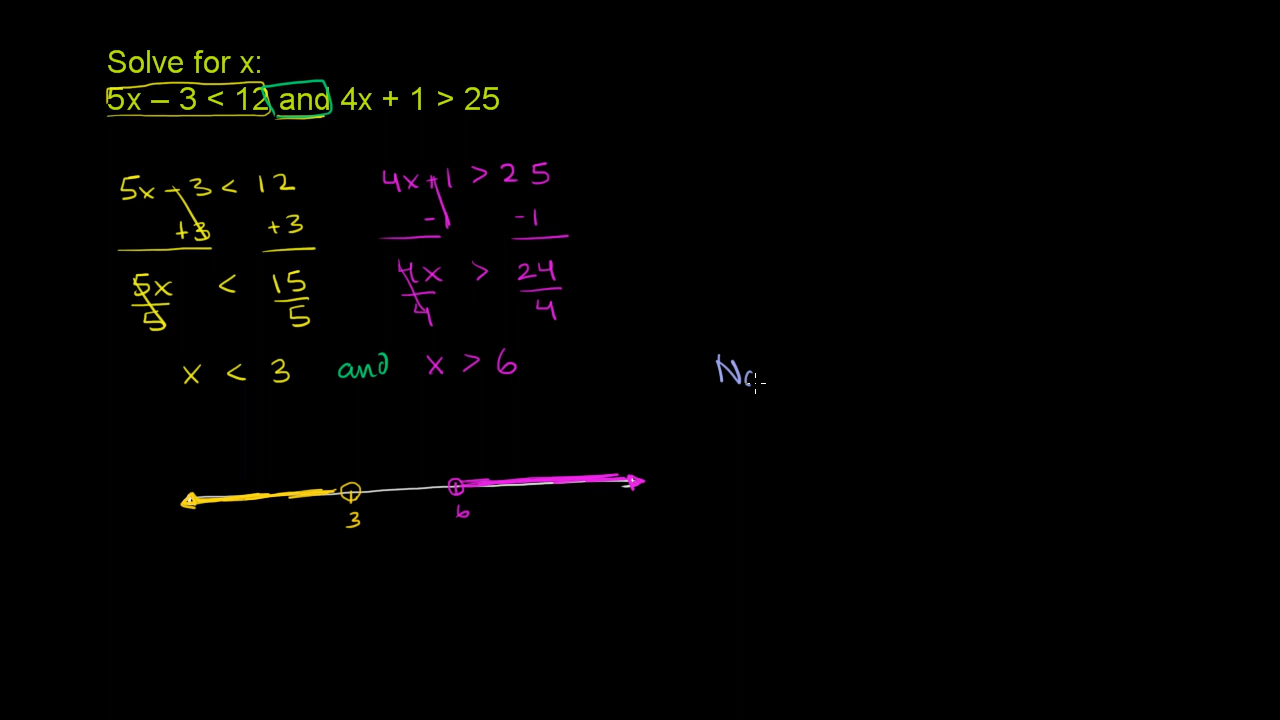 Solve for x:
5x – 3 < 12 and 4x + 1 > 25
5x - 3 < 12
+3 +3
5x < 15
5 5
4x+1 > 25
-1 -1
4x > 24
4 4
x < 3 and x > 6
No
3 6